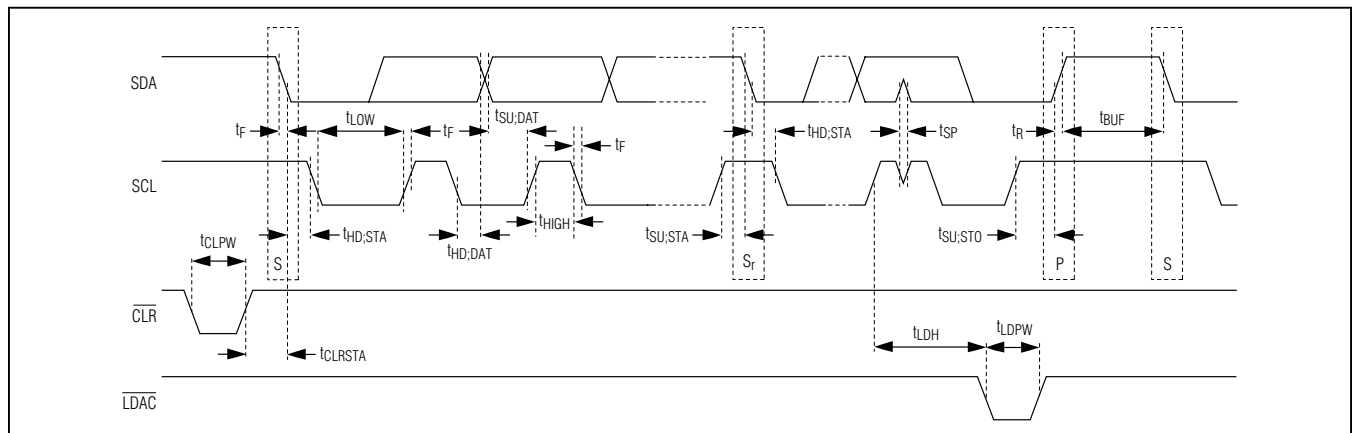 SDA
tF
tLOW
tF
tSU;DAT
tF
tHD;STA
tSP
tR
tBUF
SCL
tCLPW
tHD;STA
tHD;DAT
tHIGH
tSU;STA
tSU;STO
S
Sr
P
S
CLR
tCLRSTA
tLDH
tLDPW
LDAC